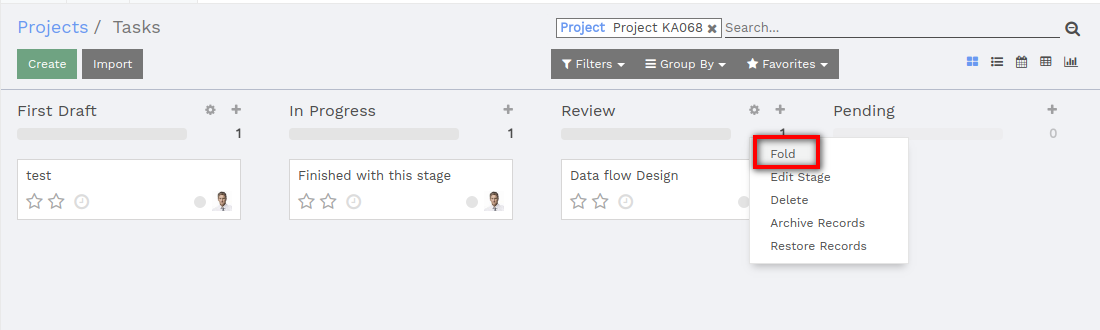 Projects / Tasks
Project Project KA068 Search...
Create Import
Filters Group By Favorites
First Draft
1
In Progress
1
Review
1
Pending
0
test
Finished with this stage
Data flow Design
Fold
Edit Stage
Delete
Archive Records
Restore Records